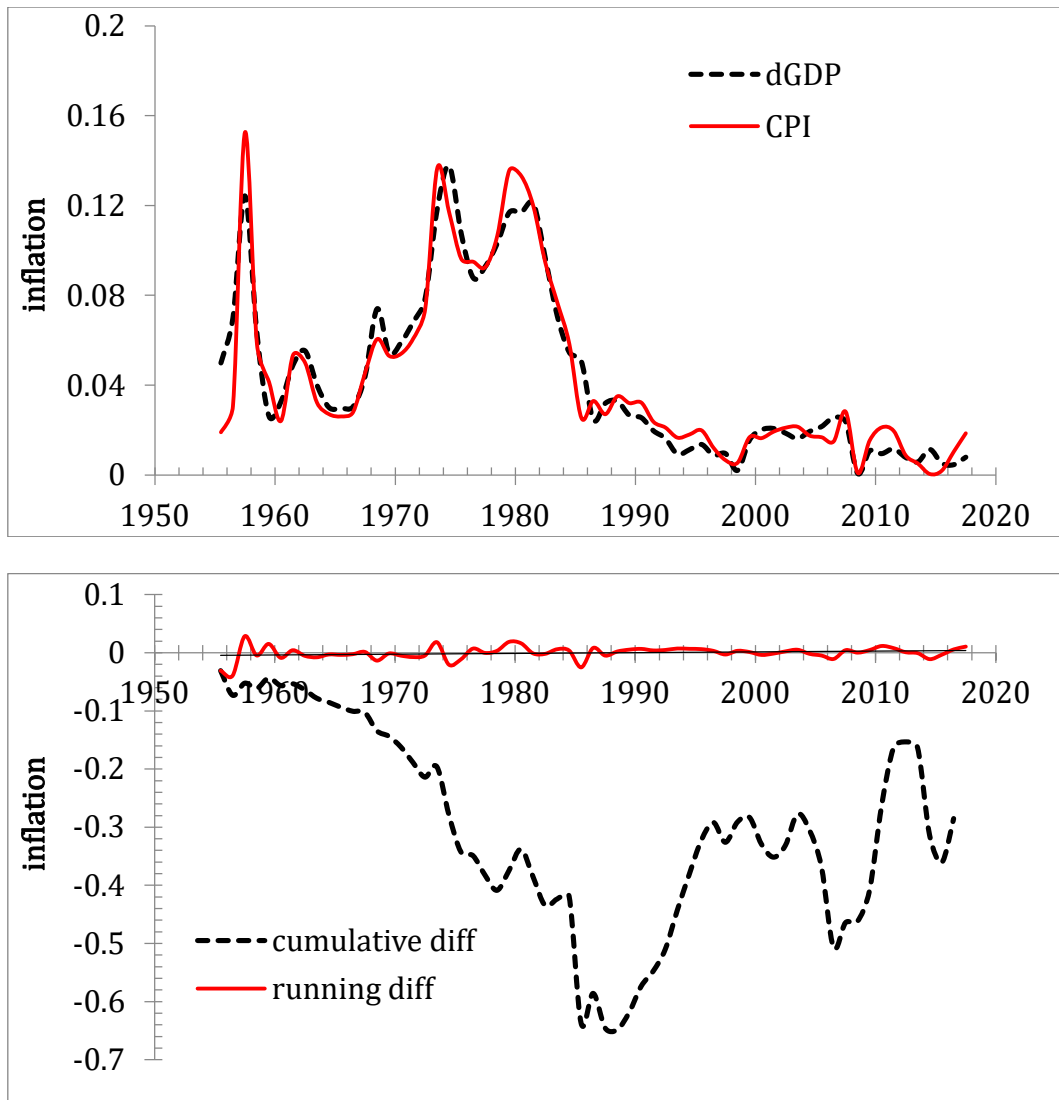 0.2
dGDP
0.16
CPI
0.12
inflation
0.08
0.04
0
1950 1960 1970 1980 1990 2000 2010 2020
0.1
0
1950 1960 1970 1980 1990 2000 2010 2020
-0.1
-0.2
-0.3
inflation
-0.4
cumulative diff
-0.5
running diff
-0.6
-0.7